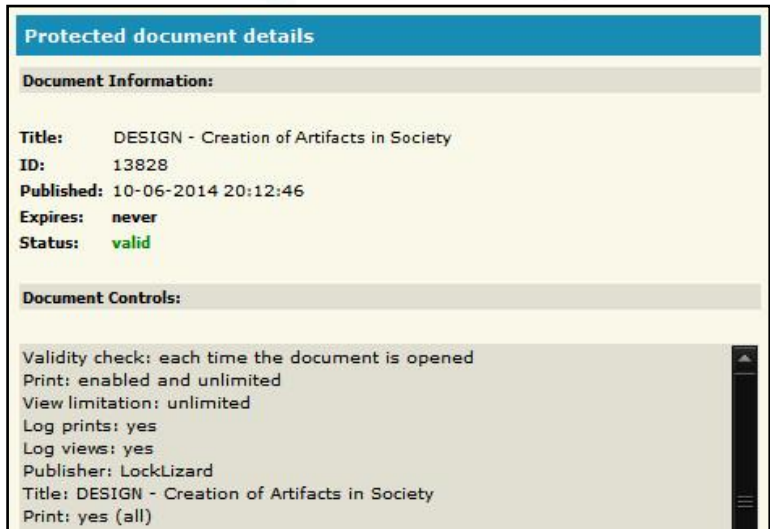 Protected document details
Document Information:
Title: DESIGN - Creation of Artifacts in Society
ID: 13828
Published: 10-06-2014 20:12:46
Expires: never
Status: valid
Document Controls:
Validity check: each time the document is opened
Print: enabled and unlimited
View limitation: unlimited
Log prints: yes
Log views: yes
Publisher: LockLizard
Title: DESIGN - Creation of Artifacts in Society
Print: yes (all)